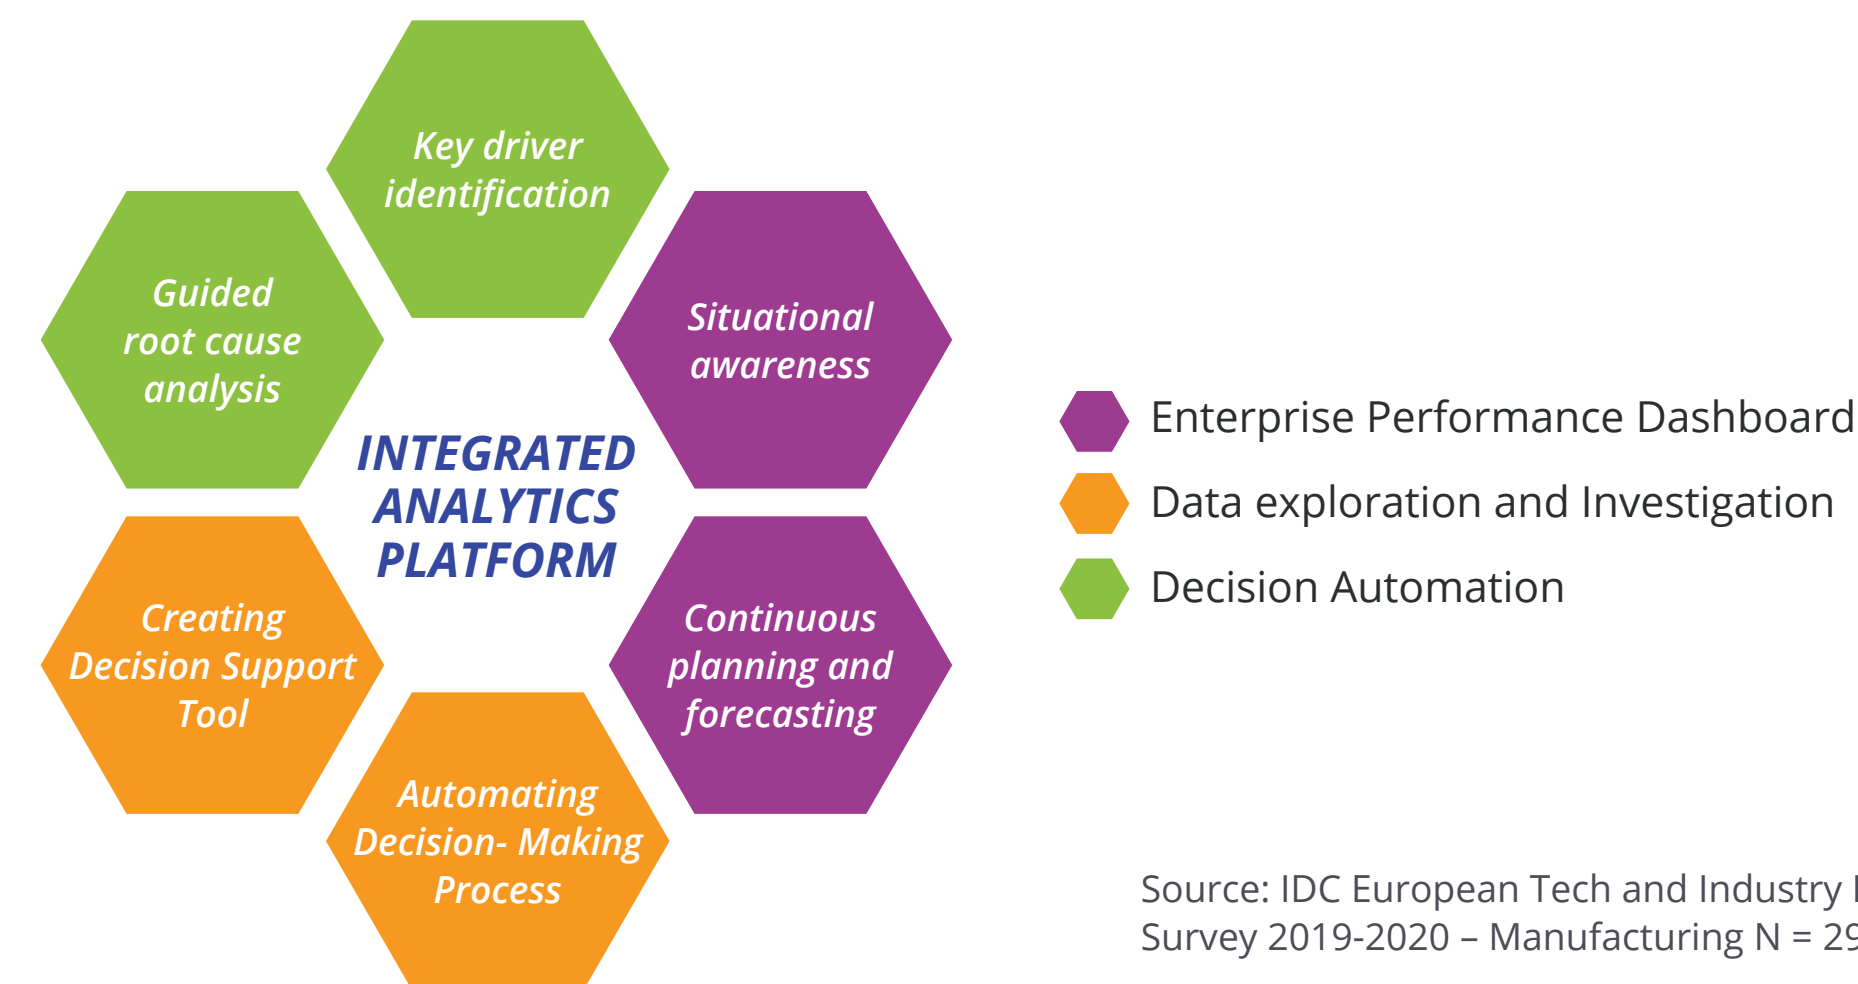 Key driver
identification
Guided
root cause
analysis
Situational
awareness
INTEGRATED
ANALYTICS
PLATFORM
Creating
Decision Support
Tool
Continuous
planning and
forecasting
Automating
Decision- Making
Process
Enterprise Performance Dashboard
Data exploration and Investigation
Decision Automation
Source: IDC European Tech and Industry
Survey 2019-2020 – Manufacturing N =